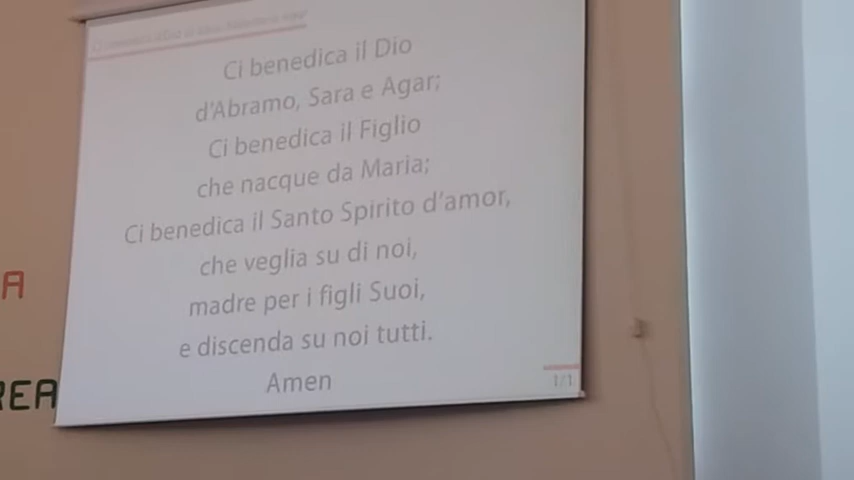 Ci benedica il Dio
d'Abramo, Sara e Agar;
Ci benedica il Figlio
che nacque da Maria;
Ci benedica il Santo Spirito d'amor,
che veglia su di noi,
madre per i figli Suoi,
e discenda su noi tutti.
Amen
1/1
A
REA